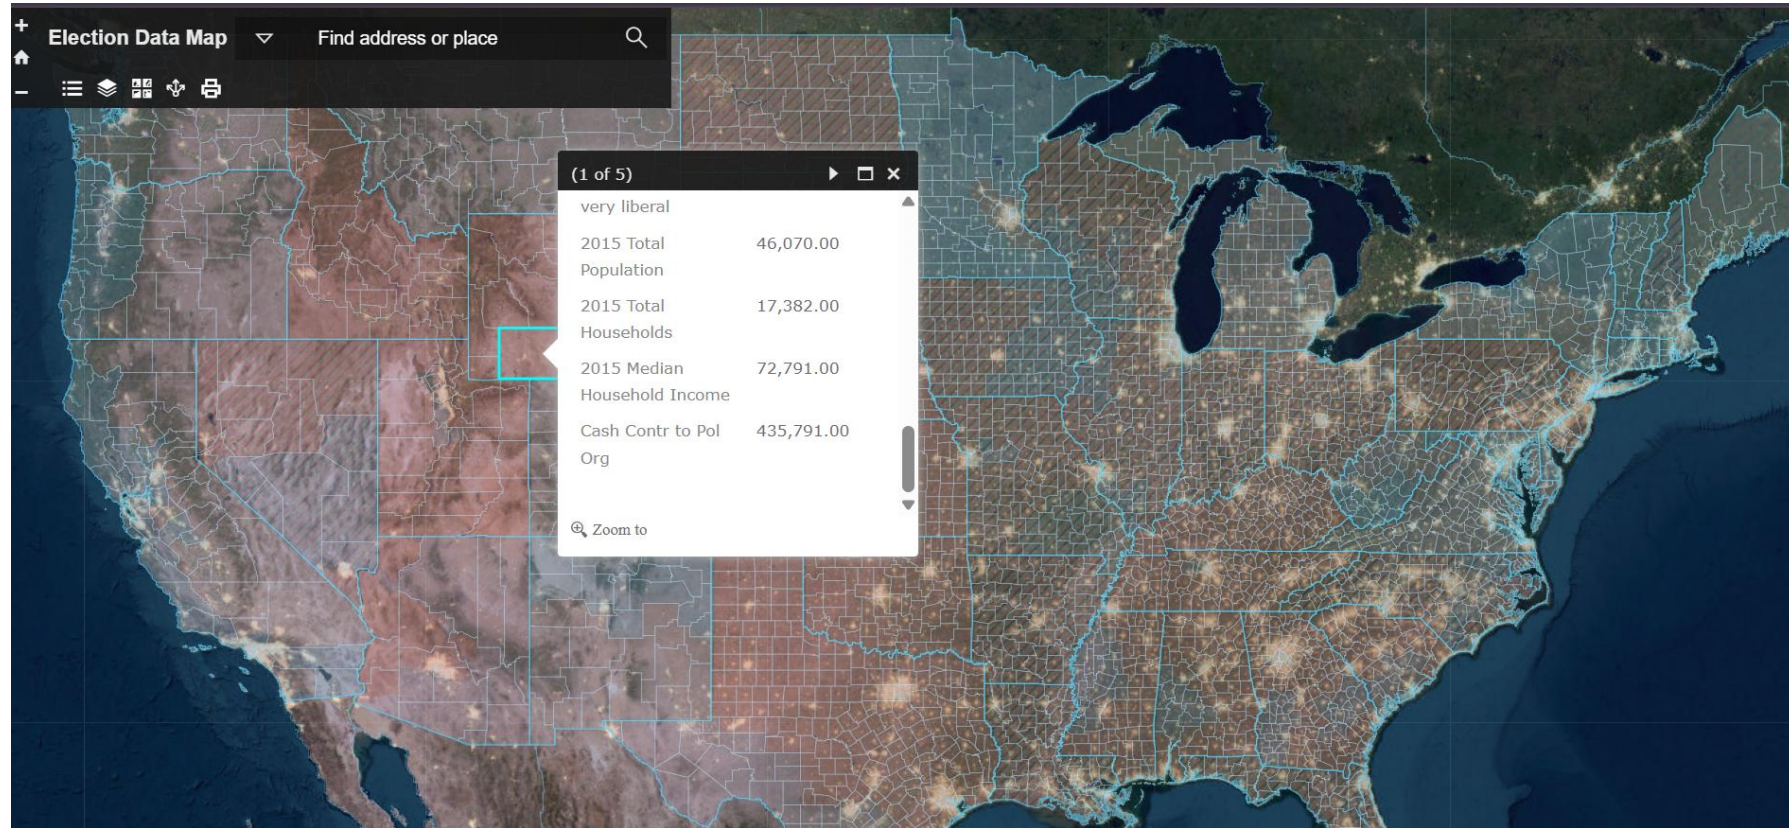 Election Data Map
Find address or place
(1 of 5)
very liberal
2015 Total 46,070.00
Population
2015 Total 17,382.00
Households
2015 Median 72,791.00
Household Income
Cash Contr to Pol 435,791.00
Org
Zoom to